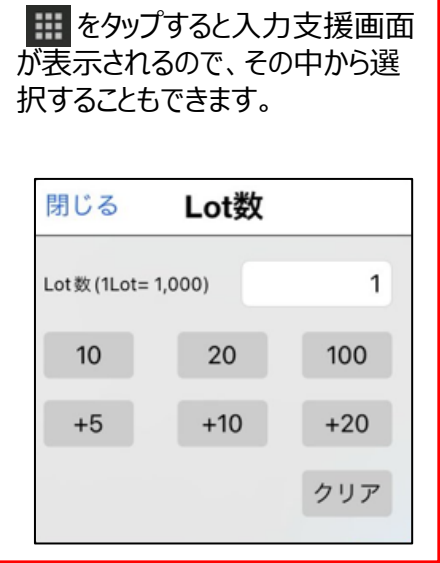 をタップすると入力支援画面
が表示されるので、その中から選
択することもできます。
閉じる Lot数
Lot数(1Lot= 1,000) 1
10 20 100
+5 +10 +20
クリア